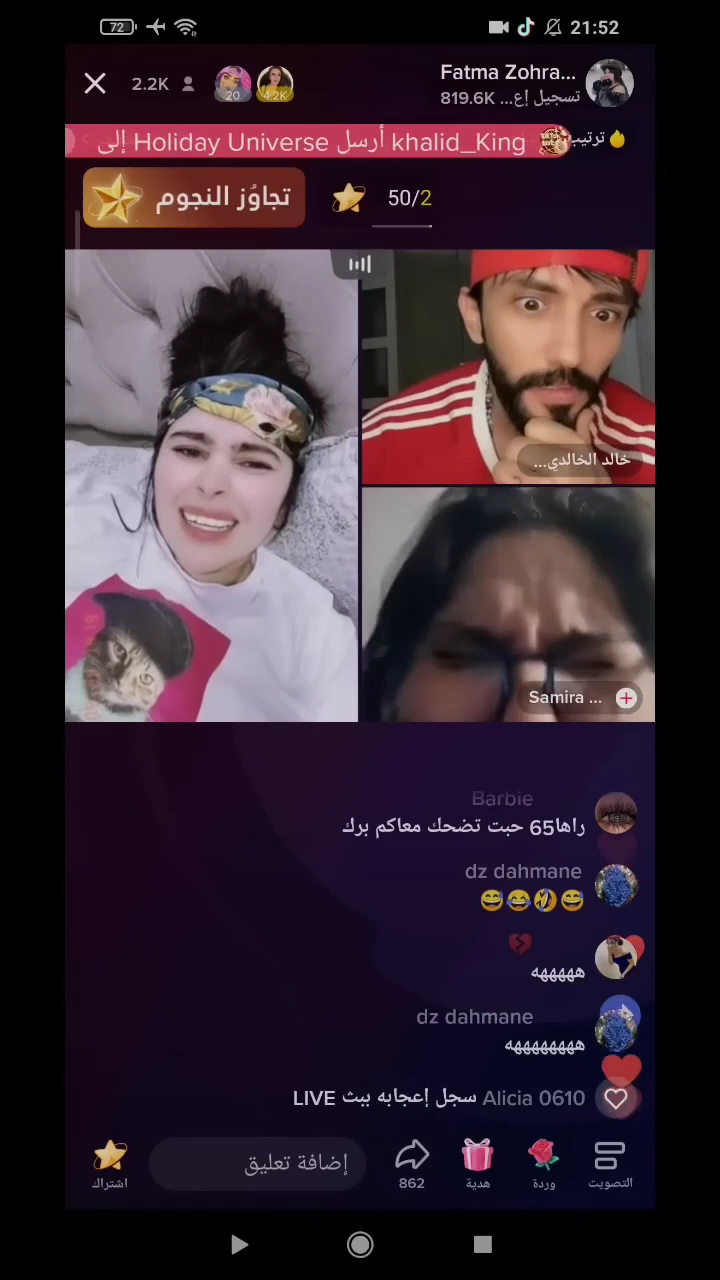 72
21:52
2.2K
20
4.2K
Fatma Zohra...
819.6K تسجيل إع...
khalid_King أرسل Holiday Universe إلى
ترتيب
تجاوُز النجوم
50/2
خالد الخالدي...
Samira ...
Barbie
راها65 حبت تضحك معاكم برك
dz dahmane
😅😂🤣😅
💔
هههههه
dz dahmane
ههههههههه
Alicia 0610 سجل إعجابه ببث LIVE
إضافة تعليق
اشتراك
862
هدية
وردة
التصويت